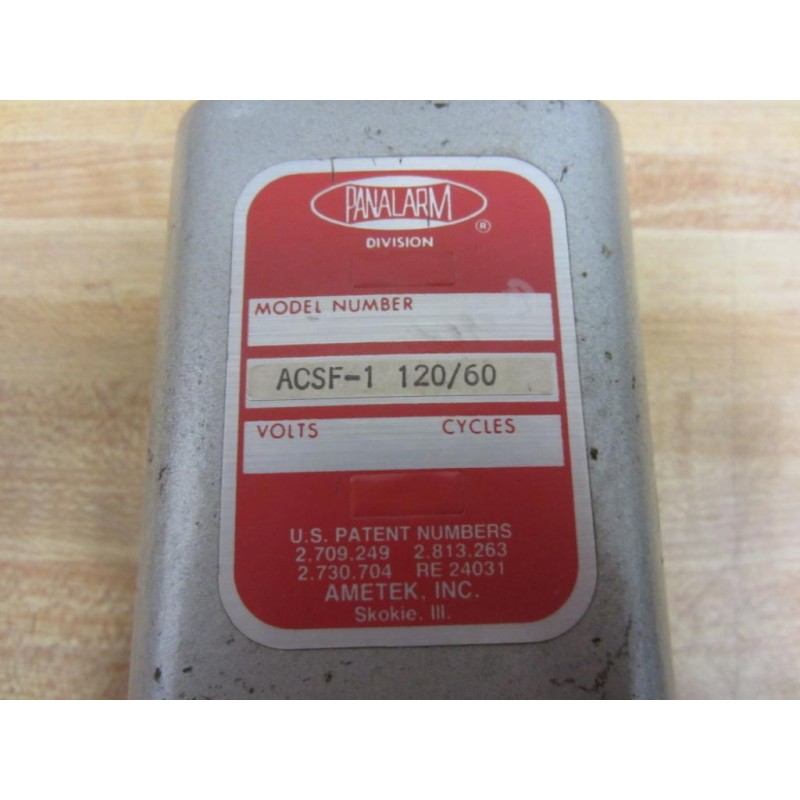 PANALARM
®
DIVISION
MODEL NUMBER
ACSF-1 120/60
VOLTS CYCLES
U.S. PATENT NUMBERS
2.709.249 2.813.263
2.730.704 RE 24031
AMETEK, INC.
Skokie, Ill.